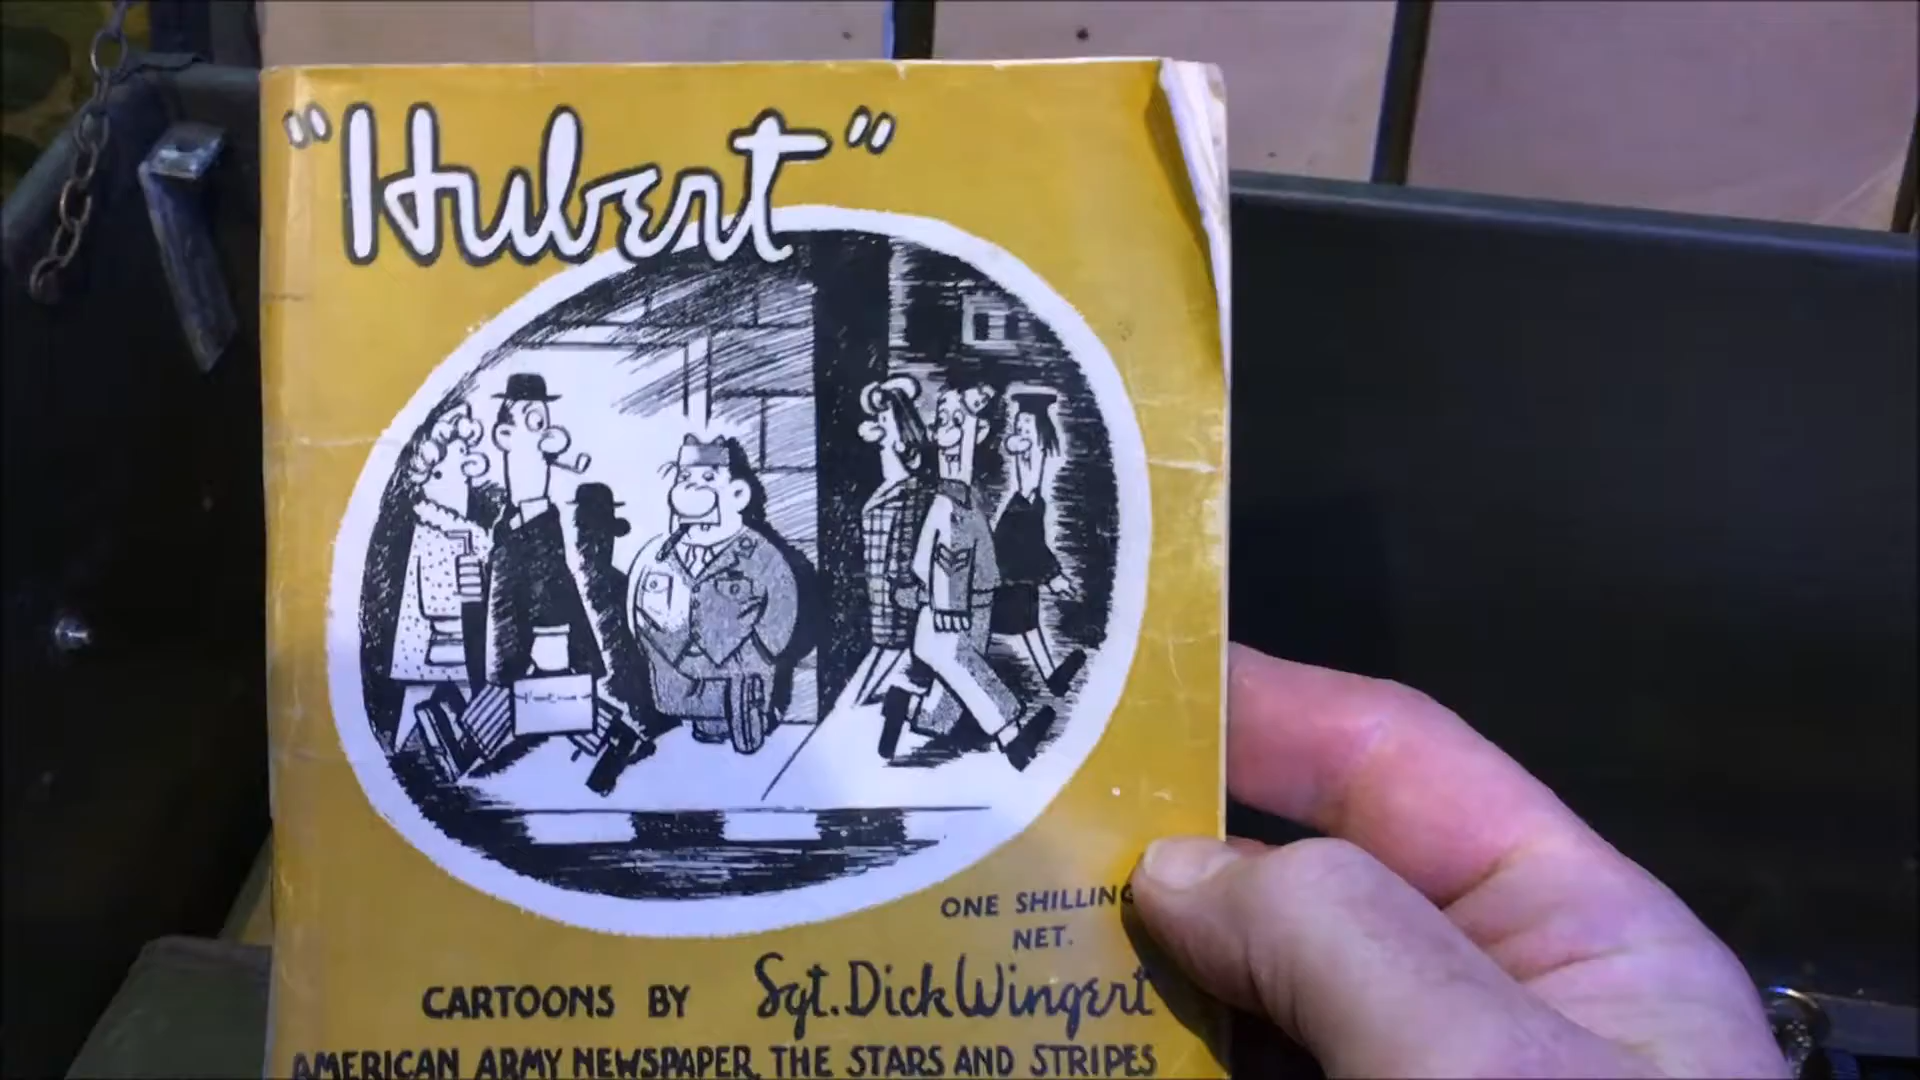 "Hubert"
ONE SHILLING
NET.
CARTOONS BY Sgt. Dick Wingert
AMERICAN ARMY NEWSPAPER, THE STARS AND STRIPES